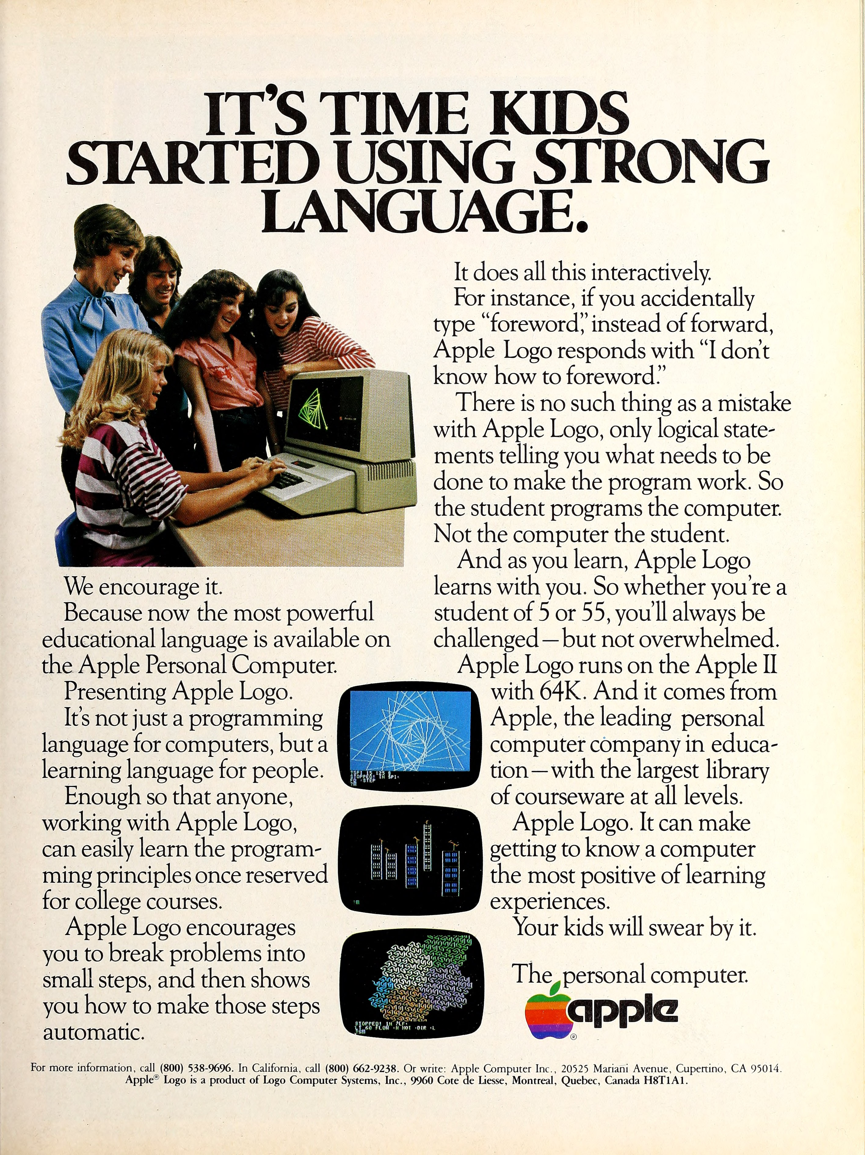 IT'S TIME KIDS
STARTED USING STRONG
LANGUAGE.
We encourage it.
Because now the most powerful
educational language is available on
the Apple Personal Computer.
Presenting Apple Logo.
It's not just a programming
language for computers, but a
learning language for people.
Enough so that anyone,
working with Apple Logo,
can easily learn the program-
ming principles once reserved
for college courses.
Apple Logo encourages
you to break problems into
small steps, and then shows
you how to make those steps
automatic.
It does all this interactively.
For instance, if you accidentally
type “foreword,” instead of forward,
Apple Logo responds with “I don't
know how to foreword.”
There is no such thing as a mistake
with Apple Logo, only logical state-
ments telling you what needs to be
done to make the program work. So
the student programs the computer.
Not the computer the student.
And as you learn, Apple Logo
learns with you. So whether you're a
student of 5 or 55, you'll always be
challenged—but not overwhelmed.
Apple Logo runs on the Apple II
with 64K. And it comes from
Apple, the leading personal
computer company in educa-
tion—with the largest library
of courseware at all levels.
Apple Logo. It can make
getting to know a computer
the most positive of learning
experiences.
Your kids will swear by it.
The personal computer.
apple
®
For more information, call (800) 538-9696. In California, call (800) 662-9238. Or write: Apple Computer Inc., 20525 Mariani Avenue, Cupertino, CA 95014.
Apple® Logo is a product of Logo Computer Systems, Inc., 9960 Cote de Liesse, Montreal, Quebec, Canada H8T1A1.